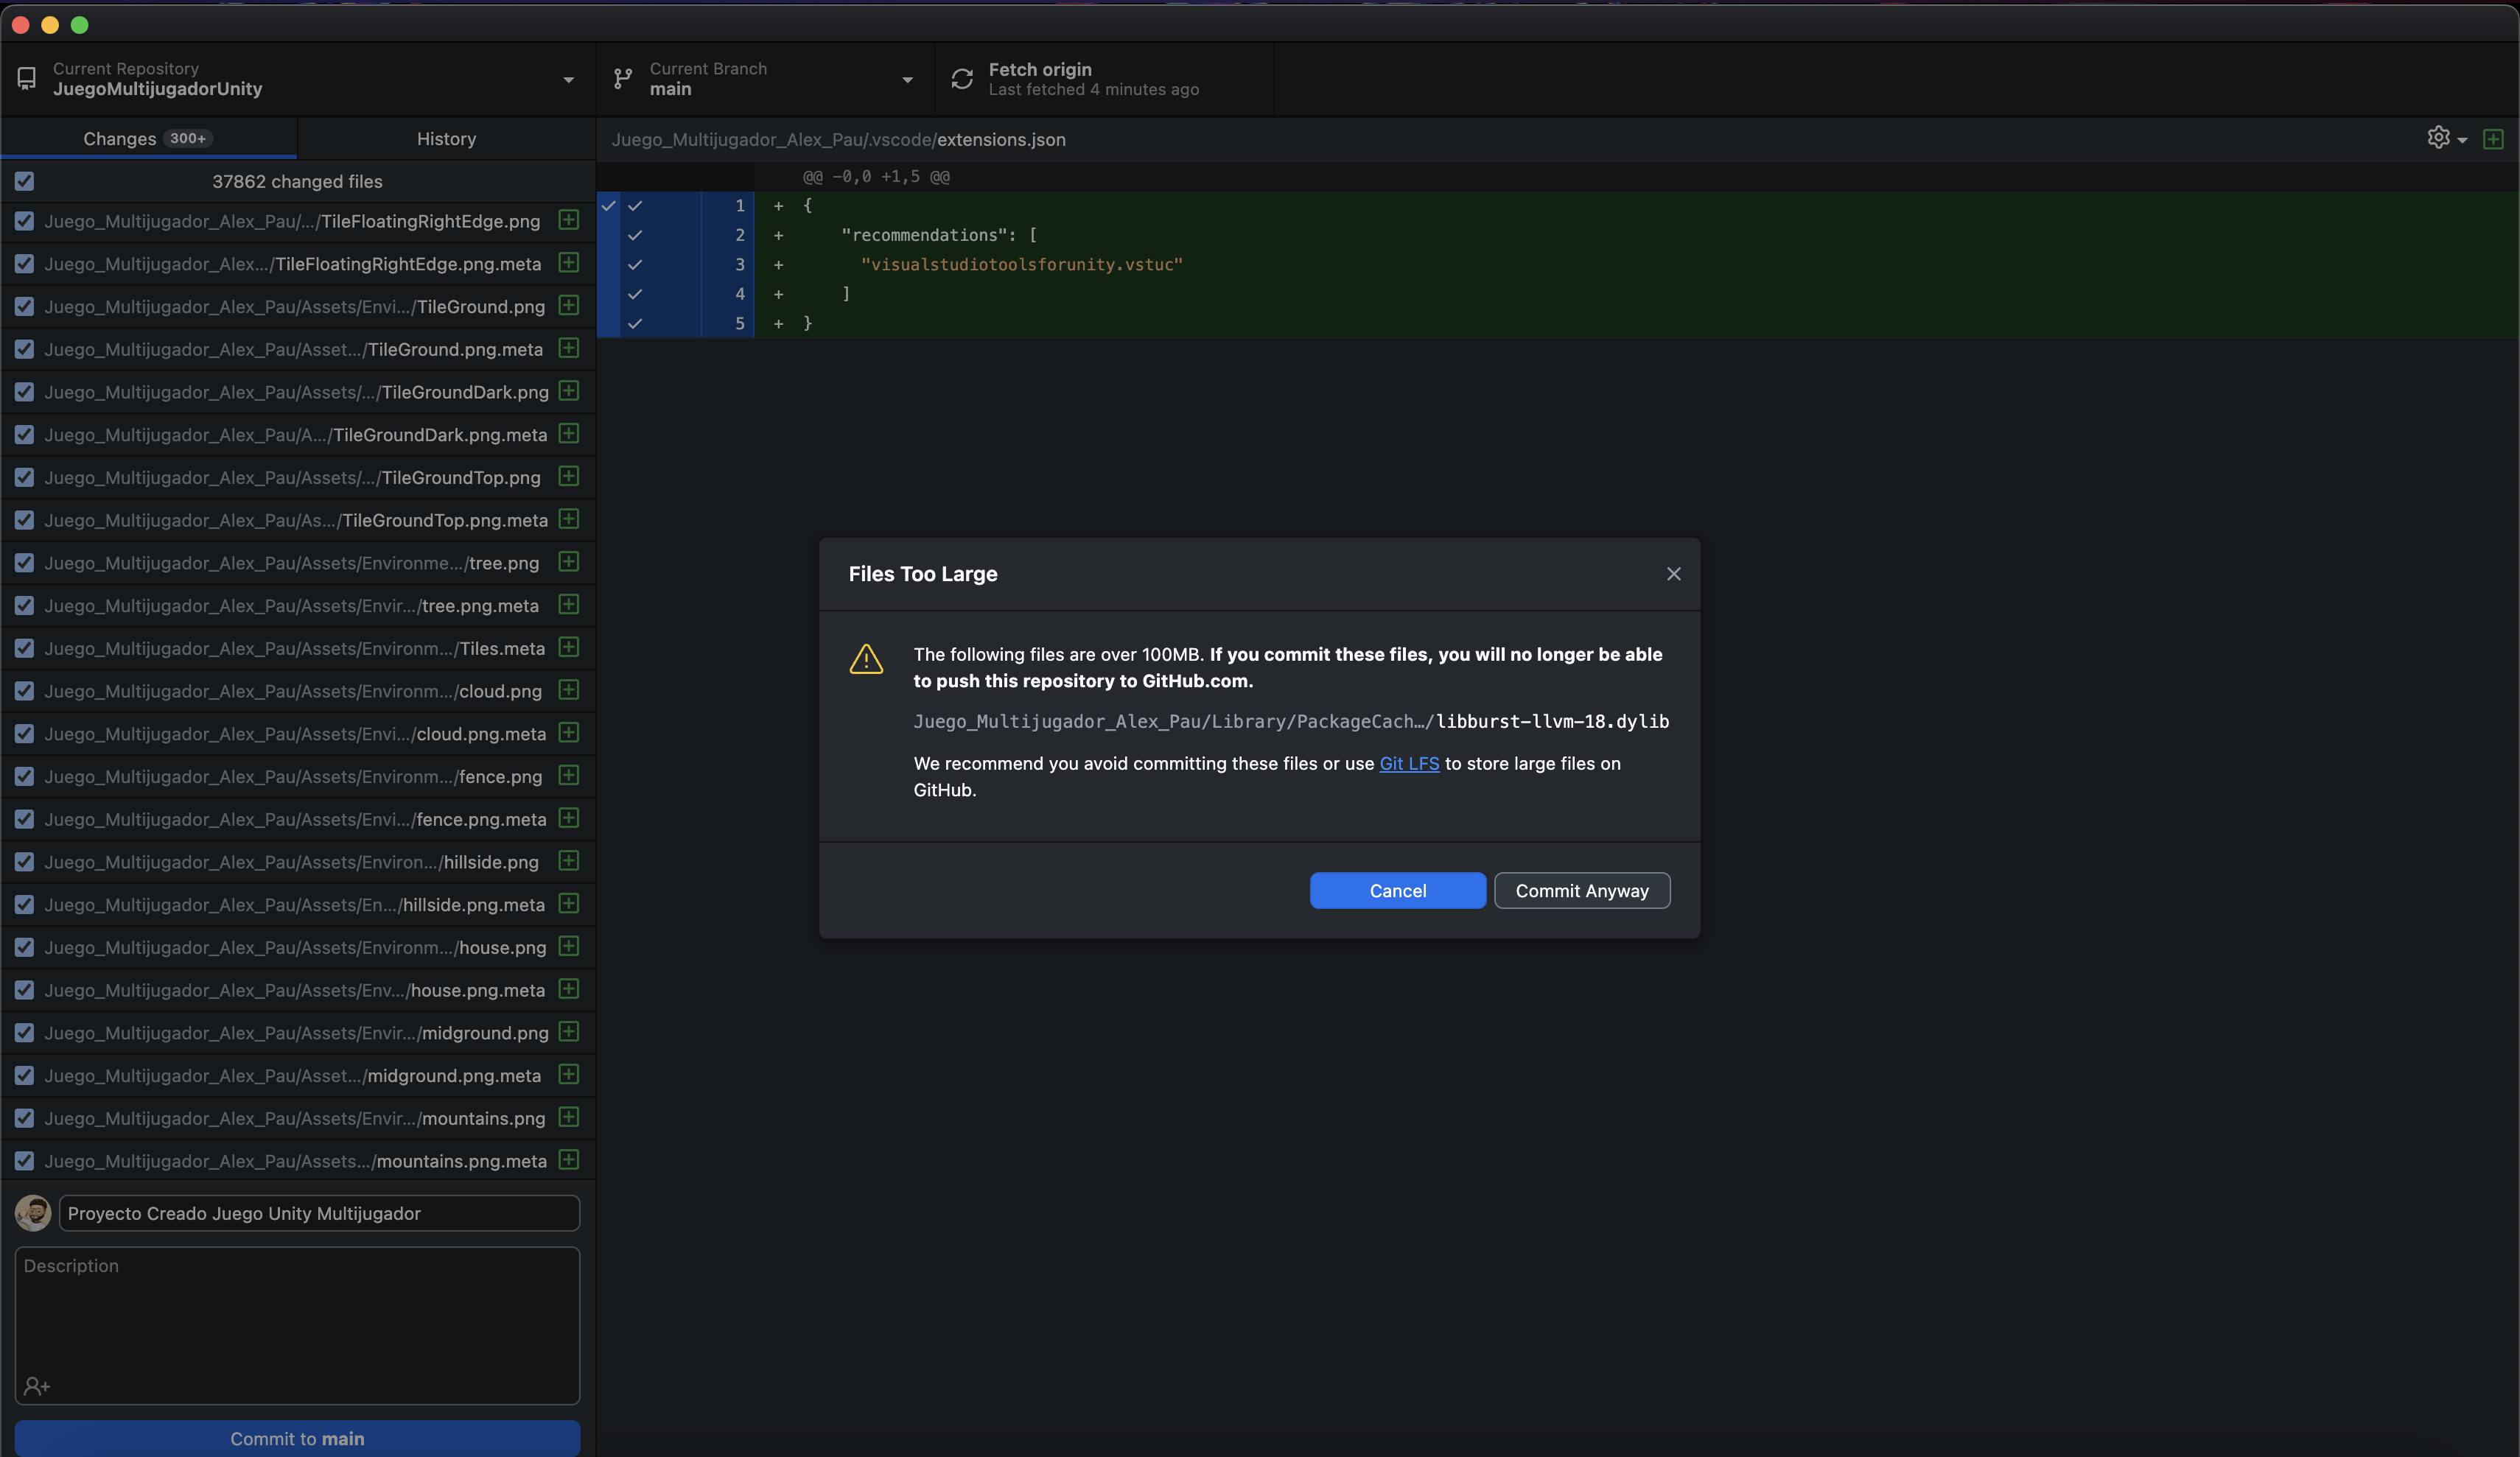 Current Repository
JuegoMultijugadorUnity
Current Branch
main
Fetch origin
Last fetched 4 minutes ago
Changes 300+
History
37862 changed files
Juego_Multijugador_Alex_Pau/.../TileFloatingRightEdge.png
Juego_Multijugador_Alex.../TileFloatingRightEdge.png.meta
Juego_Multijugador_Alex_Pau/Assets/Envi.../TileGround.png
Juego_Multijugador_Alex_Pau/Asset.../TileGround.png.meta
Juego_Multijugador_Alex_Pau/Assets/.../TileGroundDark.png
Juego_Multijugador_Alex_Pau/A.../TileGroundDark.png.meta
Juego_Multijugador_Alex_Pau/Assets/.../TileGroundTop.png
Juego_Multijugador_Alex_Pau/As.../TileGroundTop.png.meta
Juego_Multijugador_Alex_Pau/Assets/Environme.../tree.png
Juego_Multijugador_Alex_Pau/Assets/Envir.../tree.png.meta
Juego_Multijugador_Alex_Pau/Assets/Environm.../Tiles.meta
Juego_Multijugador_Alex_Pau/Assets/Environm.../cloud.png
Juego_Multijugador_Alex_Pau/Assets/Envi.../cloud.png.meta
Juego_Multijugador_Alex_Pau/Assets/Environm.../fence.png
Juego_Multijugador_Alex_Pau/Assets/Envi.../fence.png.meta
Juego_Multijugador_Alex_Pau/Assets/Environ.../hillside.png
Juego_Multijugador_Alex_Pau/Assets/En.../hillside.png.meta
Juego_Multijugador_Alex_Pau/Assets/Environm.../house.png
Juego_Multijugador_Alex_Pau/Assets/Env.../house.png.meta
Juego_Multijugador_Alex_Pau/Assets/Envir.../midground.png
Juego_Multijugador_Alex_Pau/Asset.../midground.png.meta
Juego_Multijugador_Alex_Pau/Assets/Envir.../mountains.png
Juego_Multijugador_Alex_Pau/Assets.../mountains.png.meta
Proyecto Creado Juego Unity Multijugador
Description
Commit to main
Juego_Multijugador_Alex_Pau/.vscode/extensions.json
@@ -0,0 +1,5 @@
1 + {
2 + "recommendations": [
3 + "visualstudiotoolsforunity.vstuc"
4 + ]
5 + }
Files Too Large
The following files are over 100MB. If you commit these files, you will no longer be able
to push this repository to GitHub.com.
Juego_Multijugador_Alex_Pau/Library/PackageCach…/libburst-llvm-18.dylib
We recommend you avoid committing these files or use Git LFS to store large files on
GitHub.
Cancel
Commit Anyway